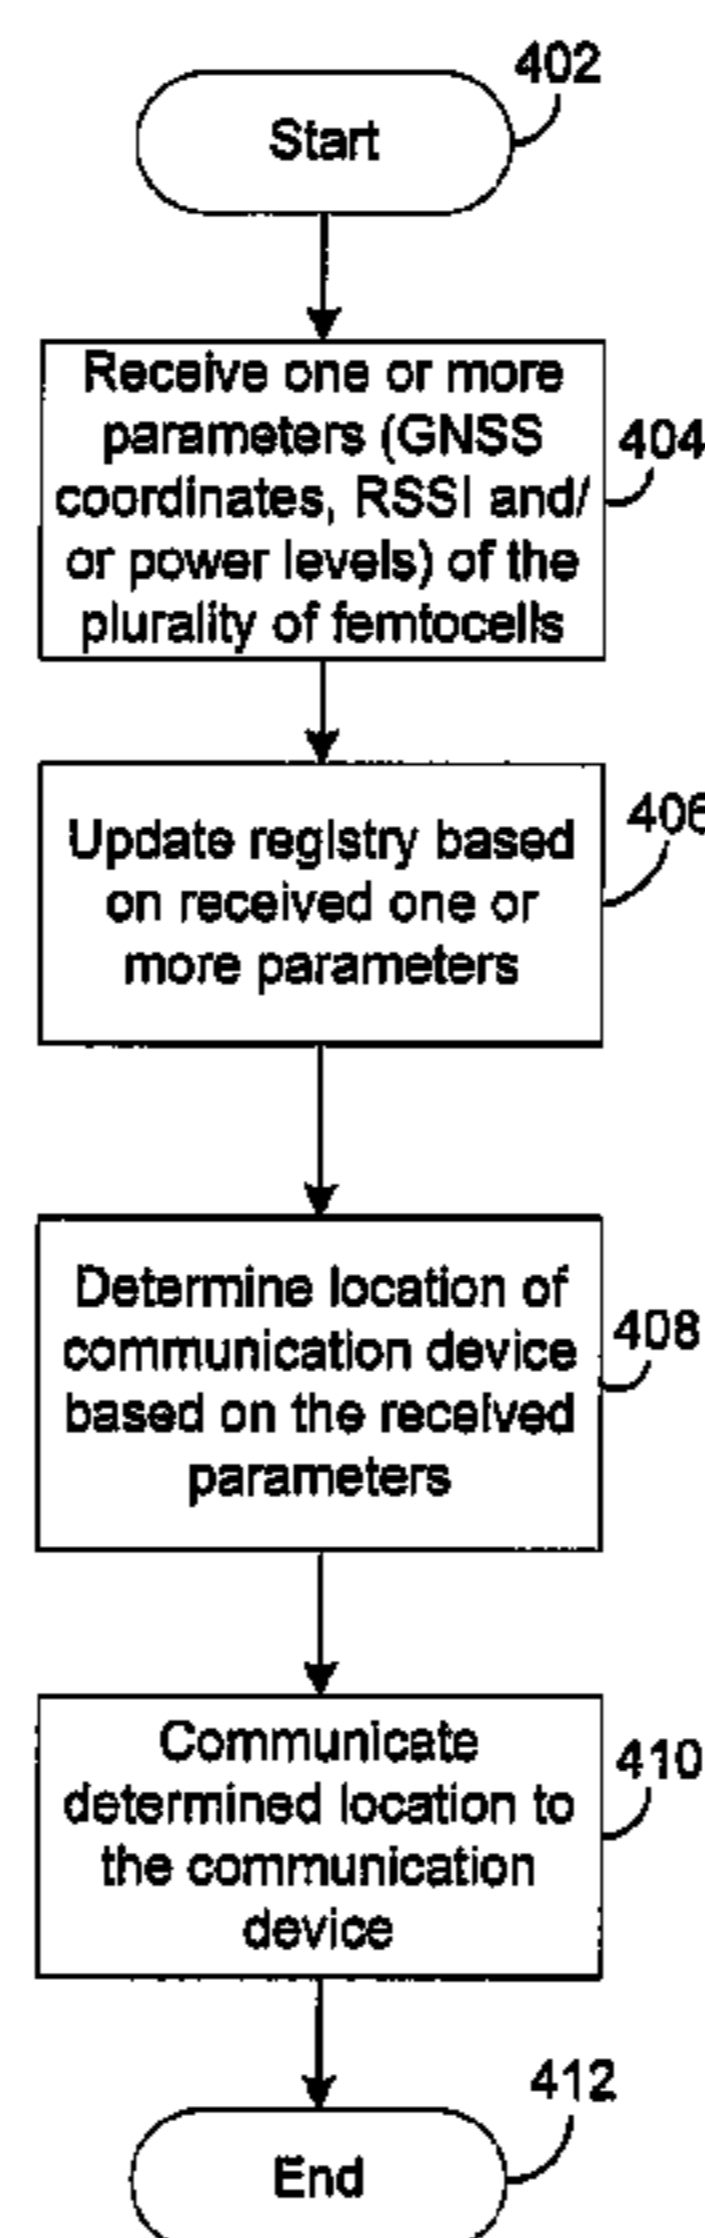 402
Start
Receive one or more
parameters (GNSS
404
coordinates, RSSI and/
or power levels) of the
plurality of femtocells
406
Update registry based
on received one or
more parameters
Determine location of
408
communication device
based on the received
parameters
Communicate
410
determined location to
the communication
device
412
End